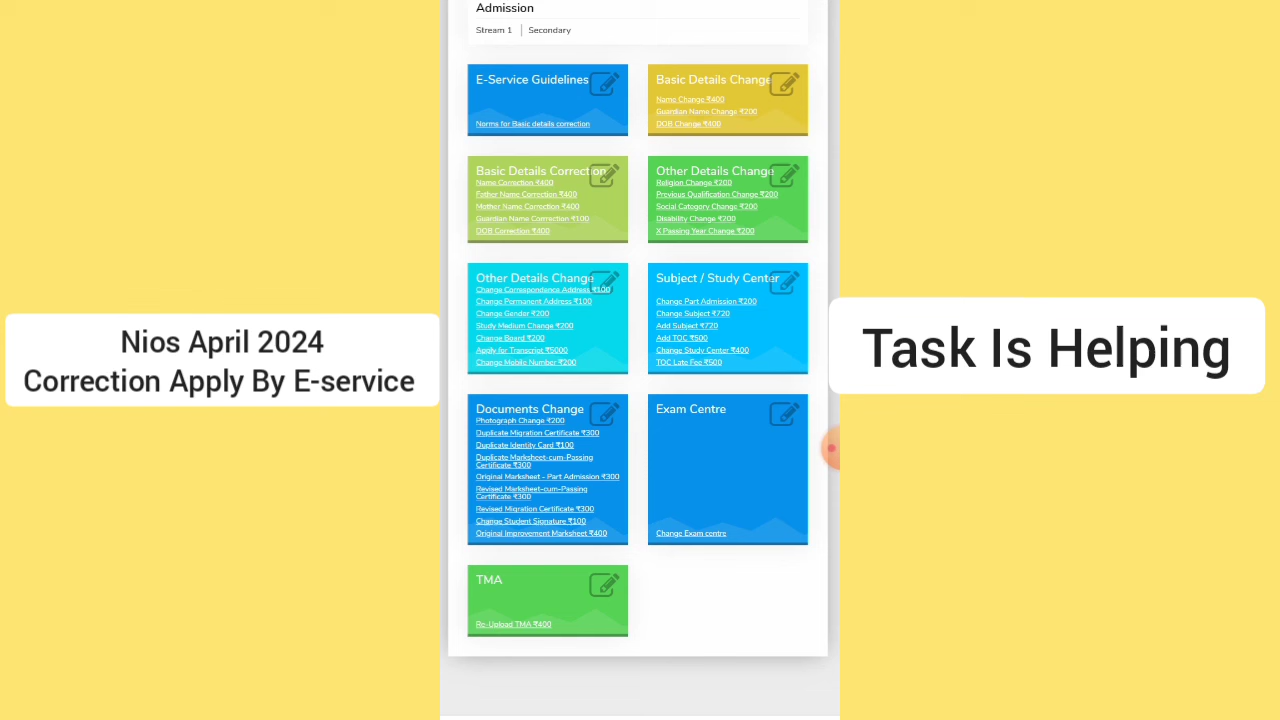 Admission
Stream 1 | Secondary
E-Service Guidelines
Norms for Basic details correction
Basic Details Change
Name Change ₹400
Guardian Name Change ₹200
DOB Change ₹400
Basic Details Correction
Name Correction ₹400
Father Name Correction ₹400
Mother Name Correction ₹400
Guardian Name Correction ₹100
DOB Correction ₹400
Other Details Change
Religion Change ₹200
Previous Qualification Change ₹200
Social Category Change ₹200
Disability Change ₹200
X Passing Year Change ₹200
Other Details Change
Change Correspondence Address ₹100
Change Permanent Address ₹100
Change Gender ₹200
Study Medium Change ₹200
Change Board ₹200
Apply for Transcript ₹5000
Change Mobile Number ₹200
Subject / Study Center
Change Part Admission ₹200
Change Subject ₹720
Add Subject ₹720
Add TOC ₹500
Change Study Center ₹400
TOC Late Fee ₹500
Documents Change
Photograph Change ₹200
Duplicate Migration Certificate ₹300
Duplicate Identity Card ₹100
Duplicate Marksheet-cum-Passing
Certificate ₹300
Original Marksheet - Part Admission ₹300
Revised Marksheet-cum-Passing
Certificate ₹300
Revised Migration Certificate ₹300
Change Student Signature ₹100
Original Improvement Marksheet ₹400
Exam Centre
Change Exam centre
TMA
Re-Upload TMA ₹400
Nios April 2024
Correction Apply By E-service
Task Is Helping